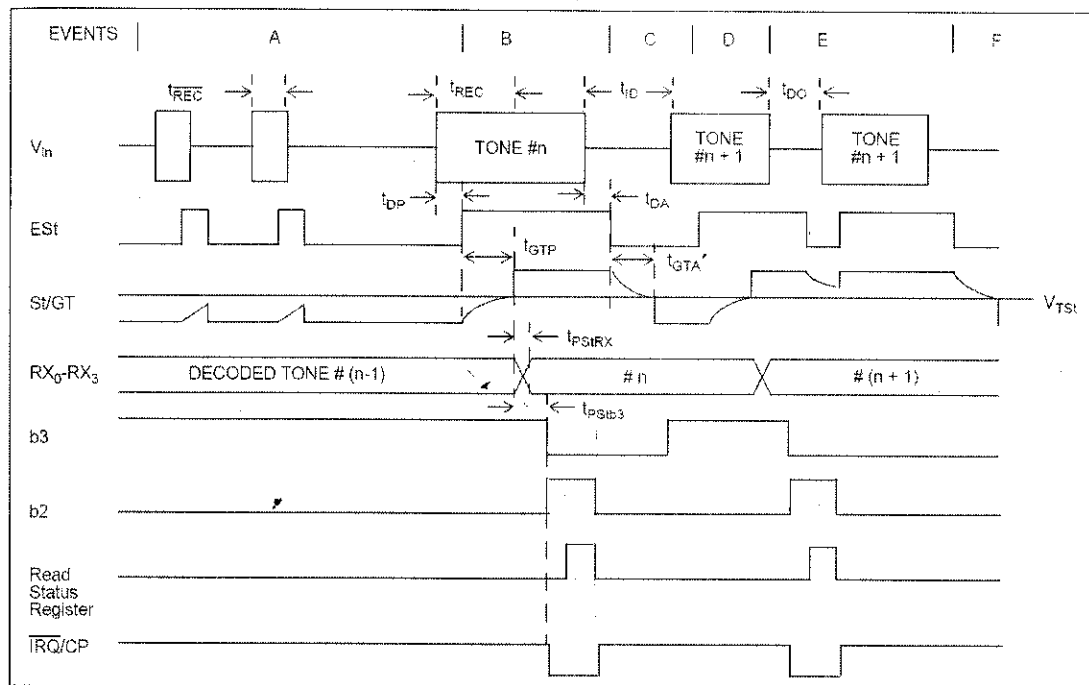 EVENTS A B C D E F
tREC tREC tID tDO
Vin TONE #n TONE #n + 1 TONE #n + 1
tDP tDA
ESt
tGTP tGTA'
St/GT VTSt
tPStRX
RX0-RX3 DECODED TONE # (n-1) # n # (n + 1)
tPStb3
b3
b2
Read
Status
Register
IRQ/CP